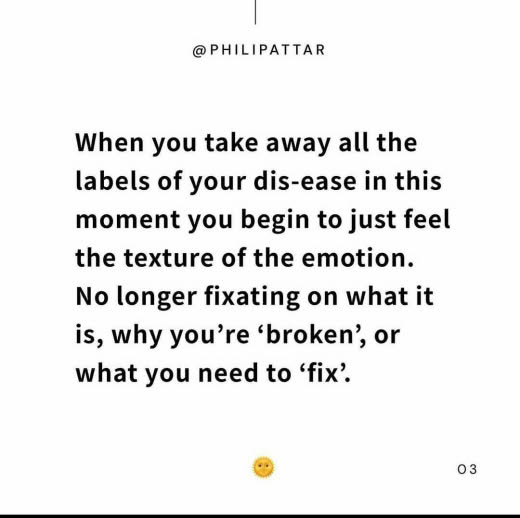 @PHILIPATTAR
When you take away all the
labels of your dis-ease in this
moment you begin to just feel
the texture of the emotion.
No longer fixating on what it
is, why you’re ‘broken’, or
what you need to ‘fix’.
03